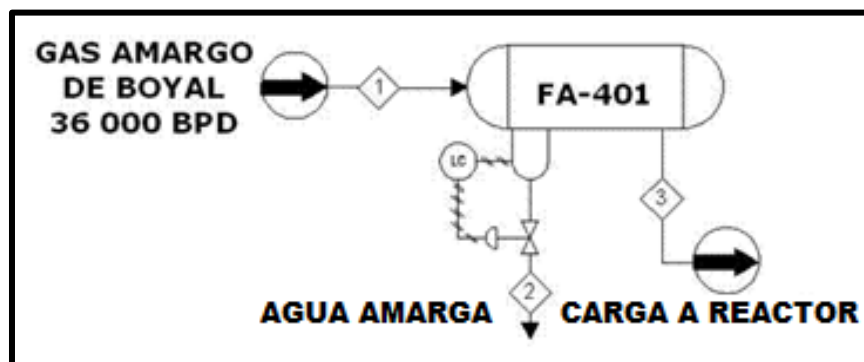 GAS AMARGO
DE BOYAL
36 000 BPD
1
FA-401
LC
3
2
AGUA AMARGA
CARGA A REACTOR